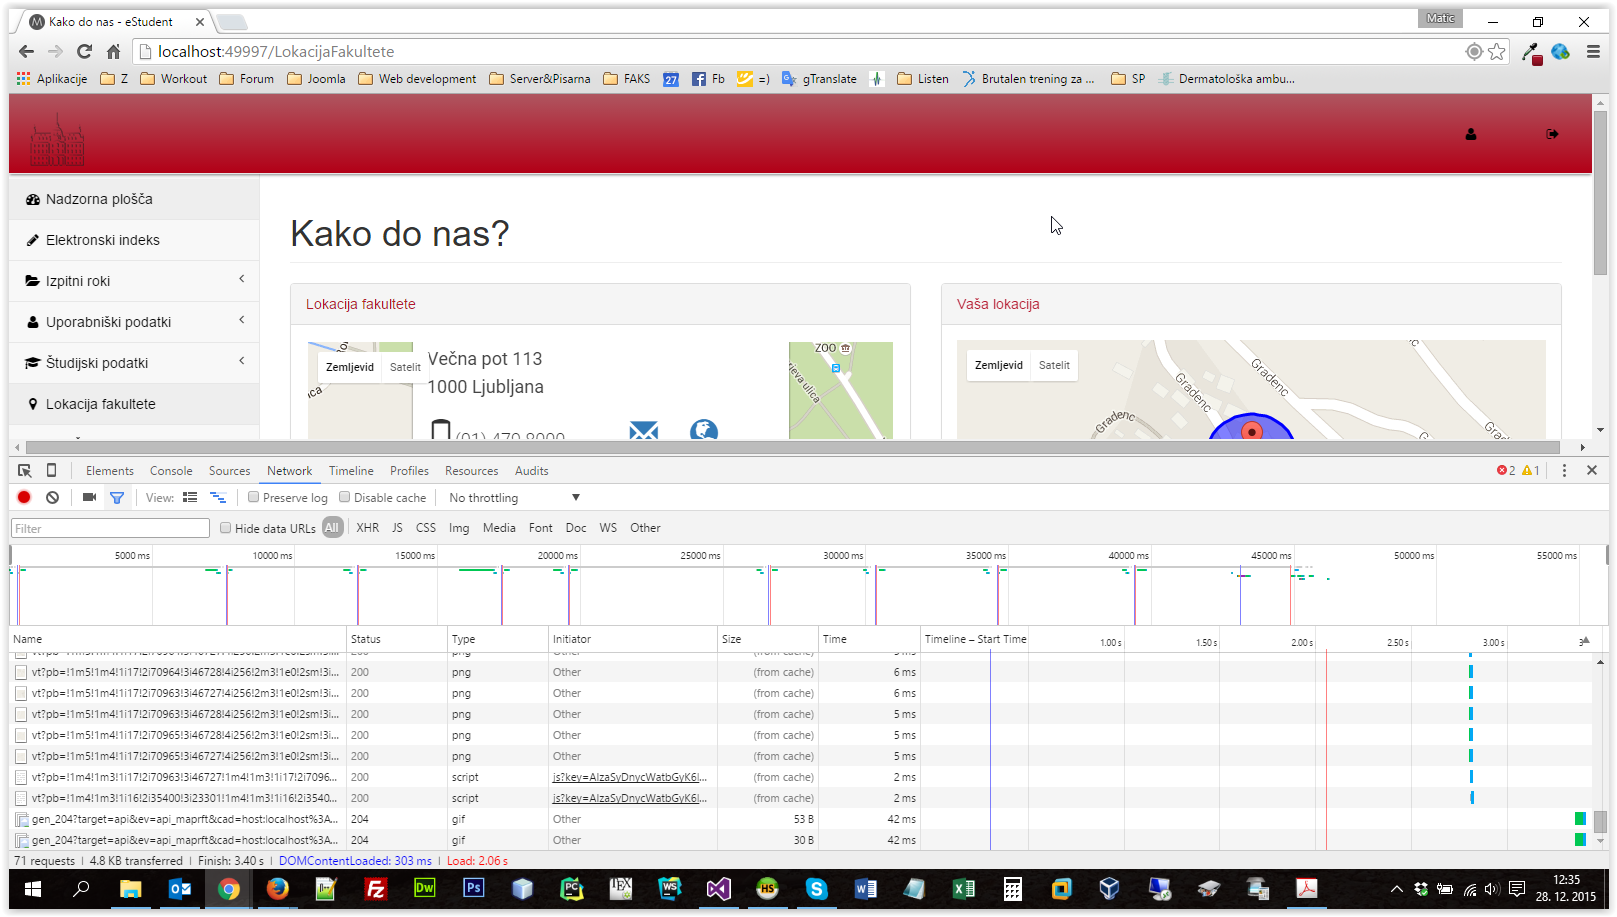 Kako do nas - eStudent
Matic
localhost:49997/LokacijaFakultete
Aplikacije Z Workout Forum Joomla Web development Server&Pisarna FAKS 27 Fb =) gTranslate Listen Brutalen trening za ... SP Dermatološka ambu...
Nadzorna plošča
Elektronski indeks
Izpitni roki
Uporabniški podatki
Študijski podatki
Lokacija fakultete
Kako do nas?
Lokacija fakultete
Zemljevid Satelit
Večna pot 113
1000 Ljubljana
ZOO
Vaša lokacija
Zemljevid Satelit
Gradenc
Gradenc
Gradenc
Elements Console Sources Network Timeline Profiles Resources Audits 2 1
View: Preserve log Disable cache No throttling
Filter Hide data URLs All XHR JS CSS Img Media Font Doc WS Other
5000 ms 10000 ms 15000 ms 20000 ms 25000 ms 30000 ms 35000 ms 40000 ms 45000 ms 50000 ms 55000 ms
Name Status Type Initiator Size Time Timeline – Start Time 1.00 s 1.50 s 2.00 s 2.50 s 3.00 s 3
vt?pb=!1m5!1m4!1i17!2i70964!3i46728!4i256!2m3!1e0!2sm!3i... 200 png Other (from cache) 6 ms
vt?pb=!1m5!1m4!1i17!2i70963!3i46727!4i256!2m3!1e0!2sm!3i... 200 png Other (from cache) 6 ms
vt?pb=!1m5!1m4!1i17!2i70963!3i46728!4i256!2m3!1e0!2sm!3i... 200 png Other (from cache) 5 ms
vt?pb=!1m5!1m4!1i17!2i70965!3i46728!4i256!2m3!1e0!2sm!3i... 200 png Other (from cache) 5 ms
vt?pb=!1m5!1m4!1i17!2i70965!3i46727!4i256!2m3!1e0!2sm!3i... 200 png Other (from cache) 5 ms
vt?pb=!1m4!1m3!1i17!2i70963!3i46727!1m4!1m3!1i17!2i7096... 200 script js?key=AIzaSyDnycWatbGyK6l... (from cache) 2 ms
vt?pb=!1m4!1m3!1i16!2i35400!3i23301!1m4!1m3!1i16!2i3540... 200 script js?key=AIzaSyDnycWatbGyK6l... (from cache) 2 ms
gen_204?target=api&ev=api_maprft&cad=host:localhost%3A... 204 gif Other 53 B 42 ms
gen_204?target=api&ev=api_maprft&cad=host:localhost%3A... 204 gif Other 30 B 42 ms
71 requests | 4.8 KB transferred | Finish: 3.40 s | DOMContentLoaded: 303 ms | Load: 2.06 s
12:35
28. 12. 2015